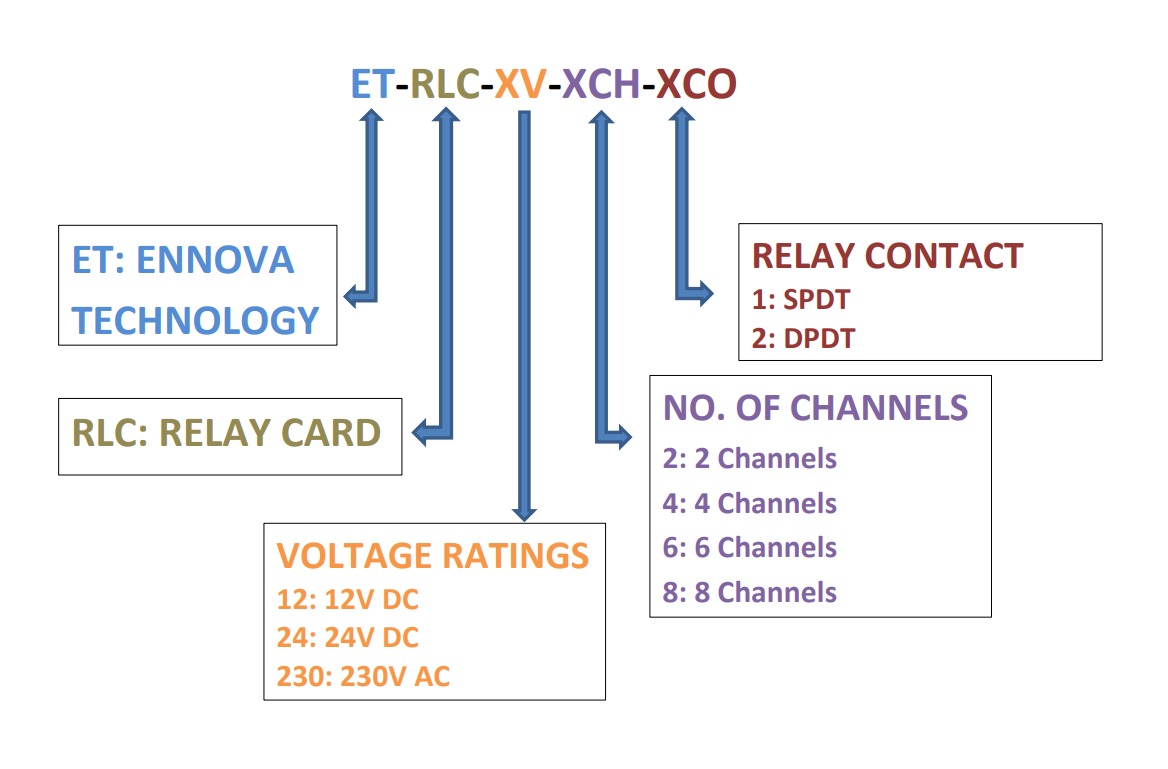 ET-RLC-XV-XCH-XCO
ET: ENNOVA
TECHNOLOGY
RLC: RELAY CARD
VOLTAGE RATINGS
12: 12V DC
24: 24V DC
230: 230V AC
RELAY CONTACT
1: SPDT
2: DPDT
NO. OF CHANNELS
2: 2 Channels
4: 4 Channels
6: 6 Channels
8: 8 Channels